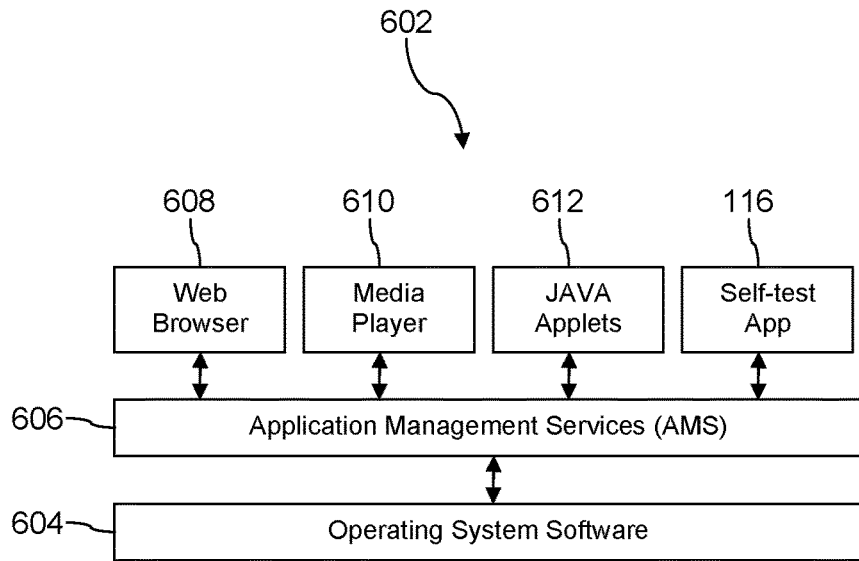 602
608
610
612
116
Web
Browser
Media
Player
JAVA
Applets
Self-test
App
606
Application Management Services (AMS)
604
Operating System Software